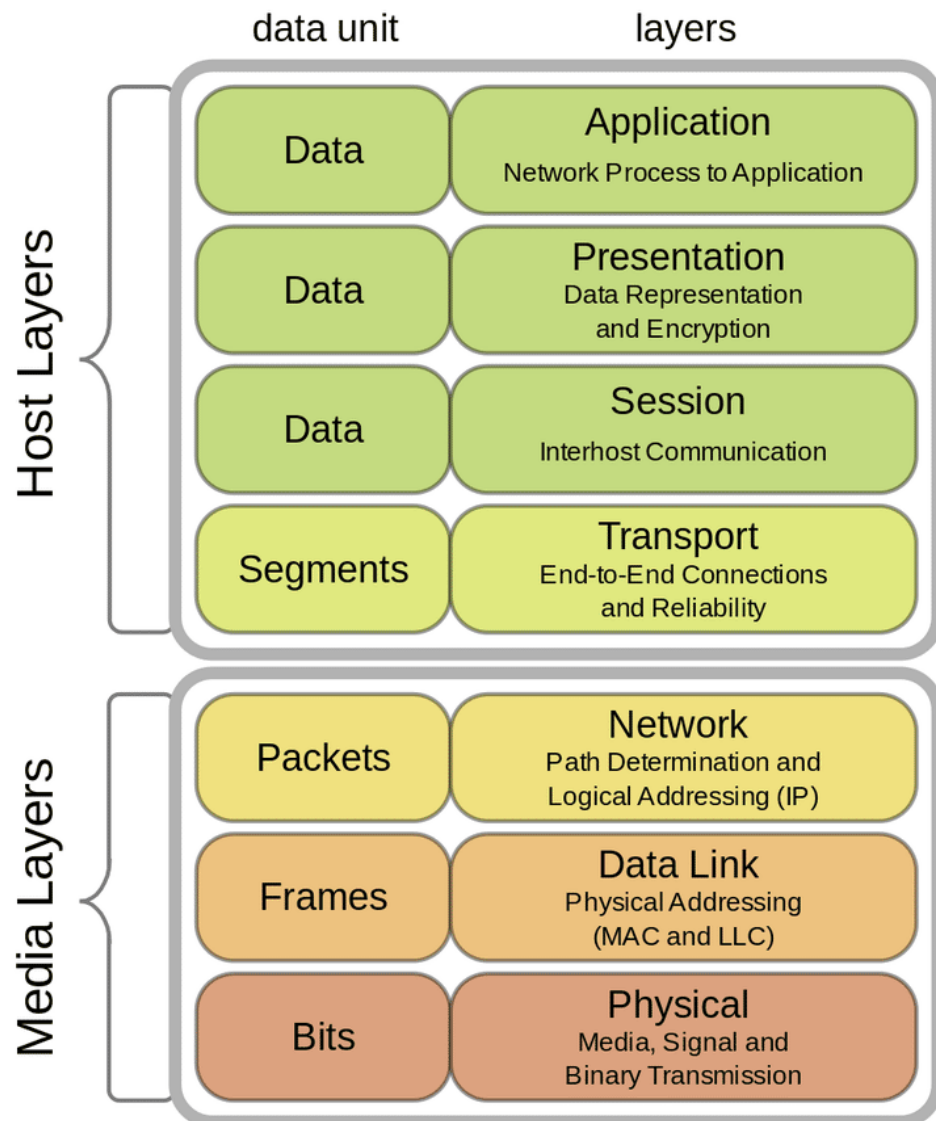 data unit
layers
Host Layers
Data
Application
Network Process to Application
Data
Presentation
Data Representation
and Encryption
Data
Session
Interhost Communication
Segments
Transport
End-to-End Connections
and Reliability
Media Layers
Packets
Network
Path Determination and
Logical Addressing (IP)
Frames
Data Link
Physical Addressing
(MAC and LLC)
Bits
Physical
Media, Signal and
Binary Transmission